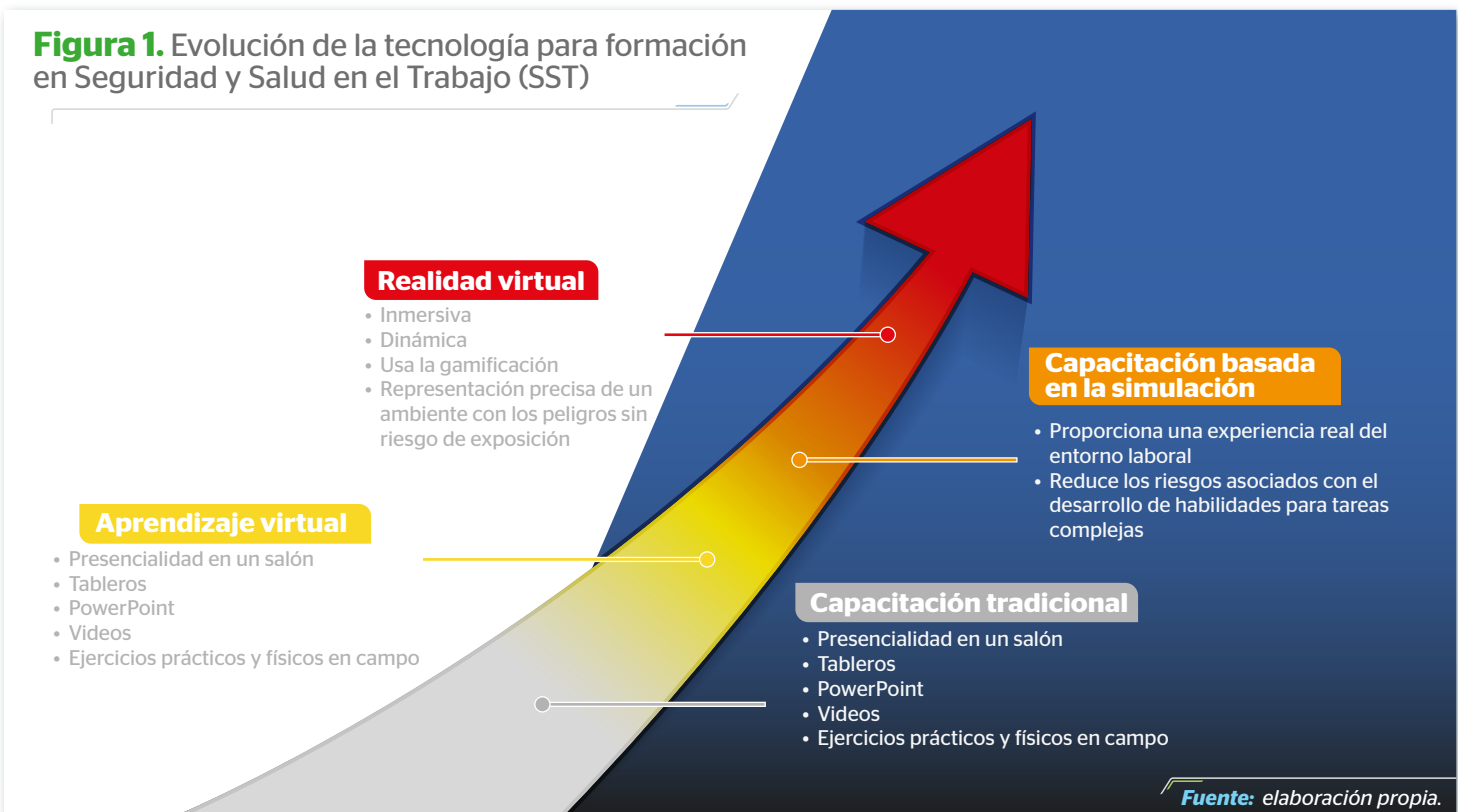 Figura 1. Evolución de la tecnología para formación
en Seguridad y Salud en el Trabajo (SST)
Realidad virtual
• Inmersiva
• Dinámica
• Usa la gamificación
• Representación precisa de un
ambiente con los peligros sin
riesgo de exposición
Capacitación basada
en la simulación
• Proporciona una experiencia real del
entorno laboral
• Reduce los riesgos asociados con el
desarrollo de habilidades para tareas
complejas
Aprendizaje virtual
• Presencialidad en un salón
• Tableros
• PowerPoint
• Videos
• Ejercicios prácticos y físicos en campo
Capacitación tradicional
• Presencialidad en un salón
• Tableros
• PowerPoint
• Videos
• Ejercicios prácticos y físicos en campo
Fuente: elaboración propia.